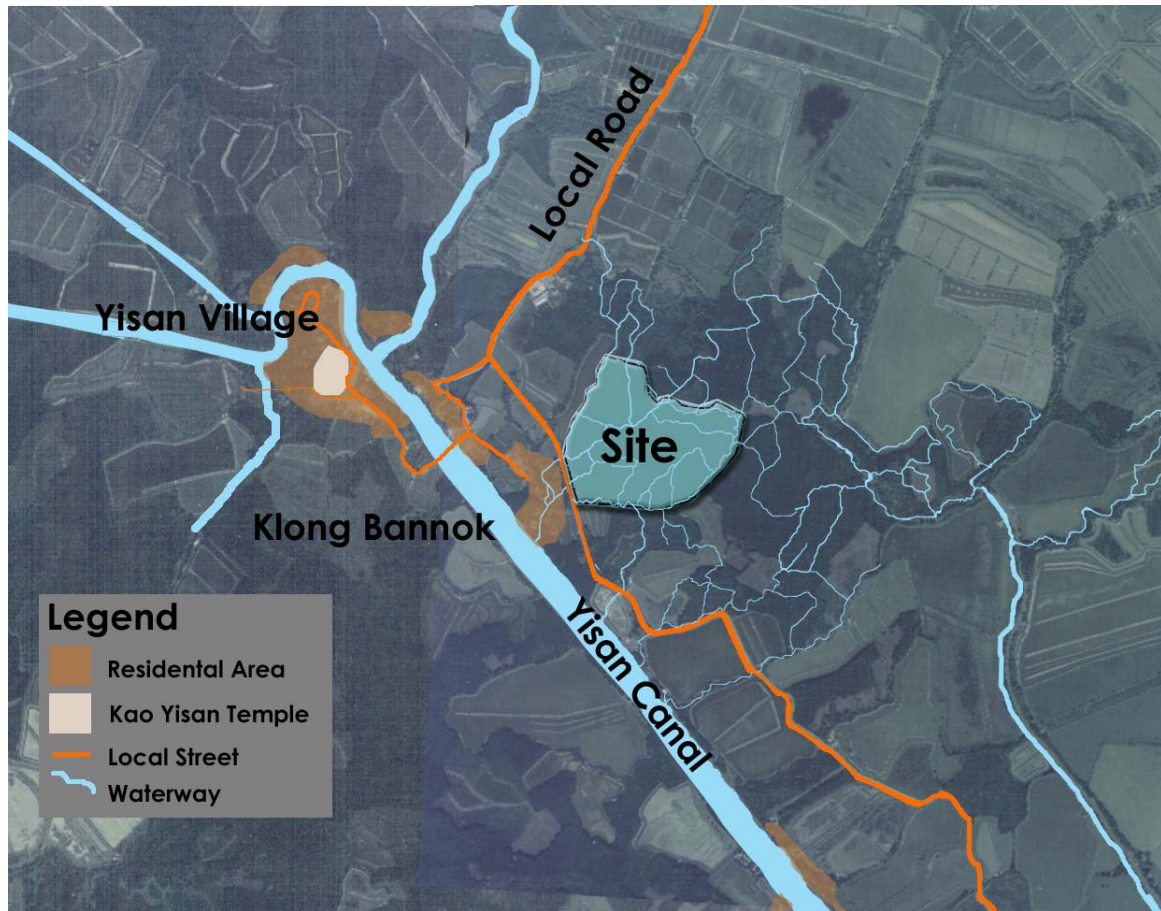 Local Road
Yisan Village
Site
Klong Bannok
Yisan Canal
Legend
Residental Area
Kao Yisan Temple
Local Street
Waterway